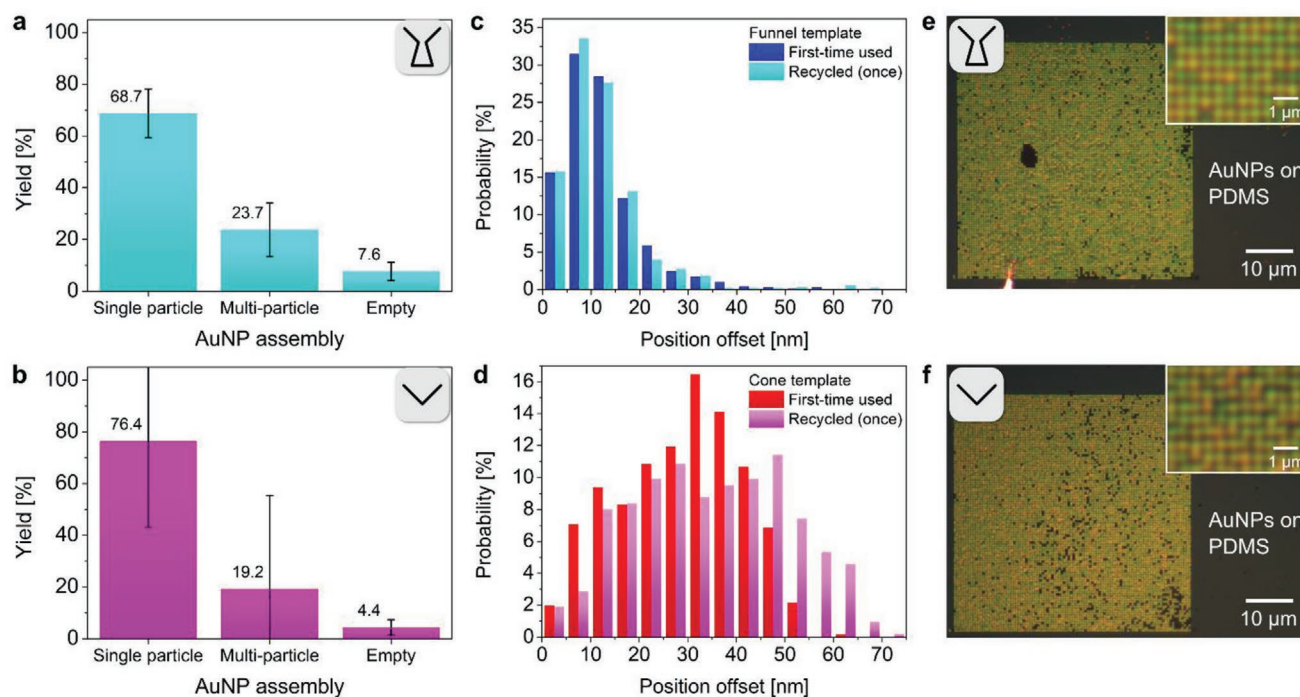 a
100
80
60
40
20
0
Yield [%]
68.7
23.7
7.6
Single particle Multi-particle Empty
AuNP assembly
c
35
30
25
20
15
10
5
0
Probability [%]
Funnel template
First-time used
Recycled (once)
0 10 20 30 40 50 60 70
Position offset [nm]
e
1 µm
AuNPs on
PDMS
10 µm
b
100
80
60
40
20
0
Yield [%]
76.4
19.2
4.4
Single particle Multi-particle Empty
AuNP assembly
d
16
14
12
10
8
6
4
2
0
Probability [%]
Cone template
First-time used
Recycled (once)
0 10 20 30 40 50 60 70
Position offset [nm]
f
1 µm
AuNPs on
PDMS
10 µm